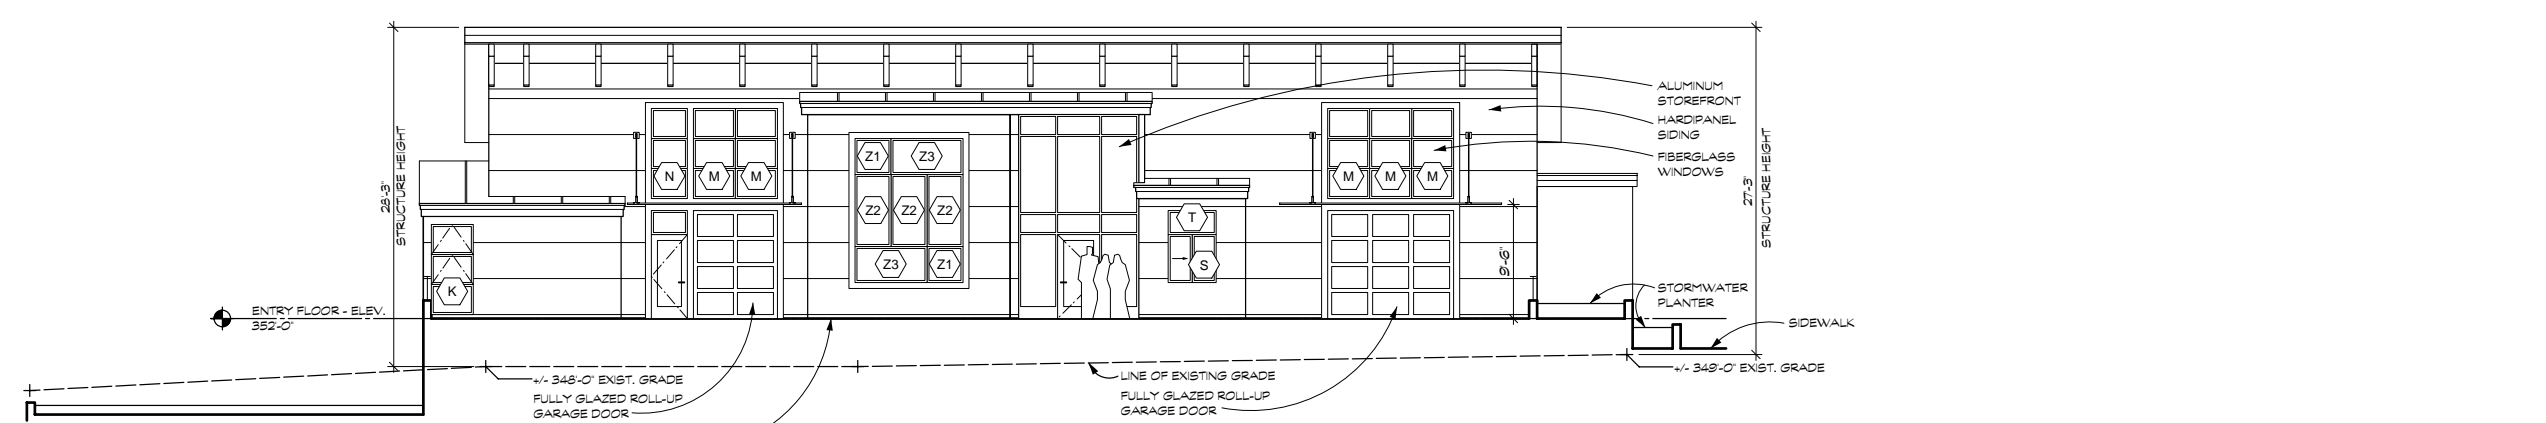 ALUMINUM
STOREFRONT
HARDIPANEL
SIDING
FIBERGLASS
WINDOWS
28'-3"
STRUCTURE HEIGHT
27'-3"
STRUCTURE HEIGHT
Z1
Z3
N
M
M
M
M
M
Z2
Z2
Z2
T
Z3
Z1
S
K
9'-6"
ENTRY FLOOR - ELEV.
352'-0"
STORMWATER
PLANTER
SIDEWALK
+/- 348'-0" EXIST. GRADE
FULLY GLAZED ROLL-UP
GARAGE DOOR
LINE OF EXISTING GRADE
FULLY GLAZED ROLL-UP
GARAGE DOOR
+/- 349'-0" EXIST. GRADE